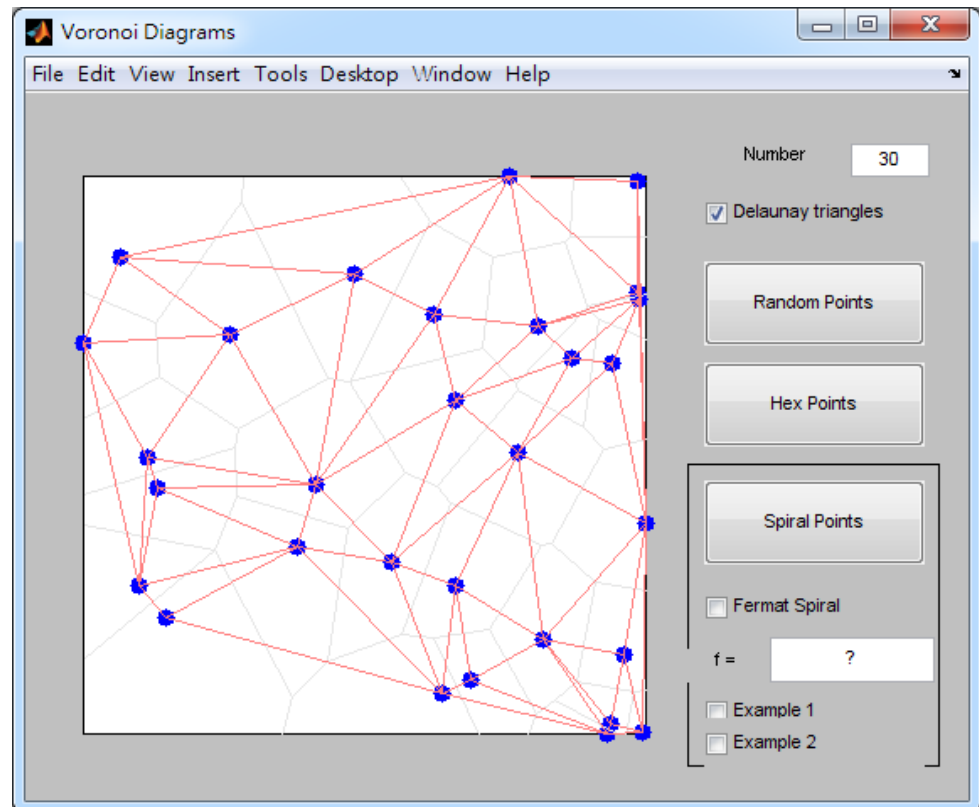 Voronoi Diagrams
File Edit View Insert Tools Desktop Window Help
Number 30
Delaunay triangles
Random Points
Hex Points
Spiral Points
Fermat Spiral
f = ?
Example 1
Example 2